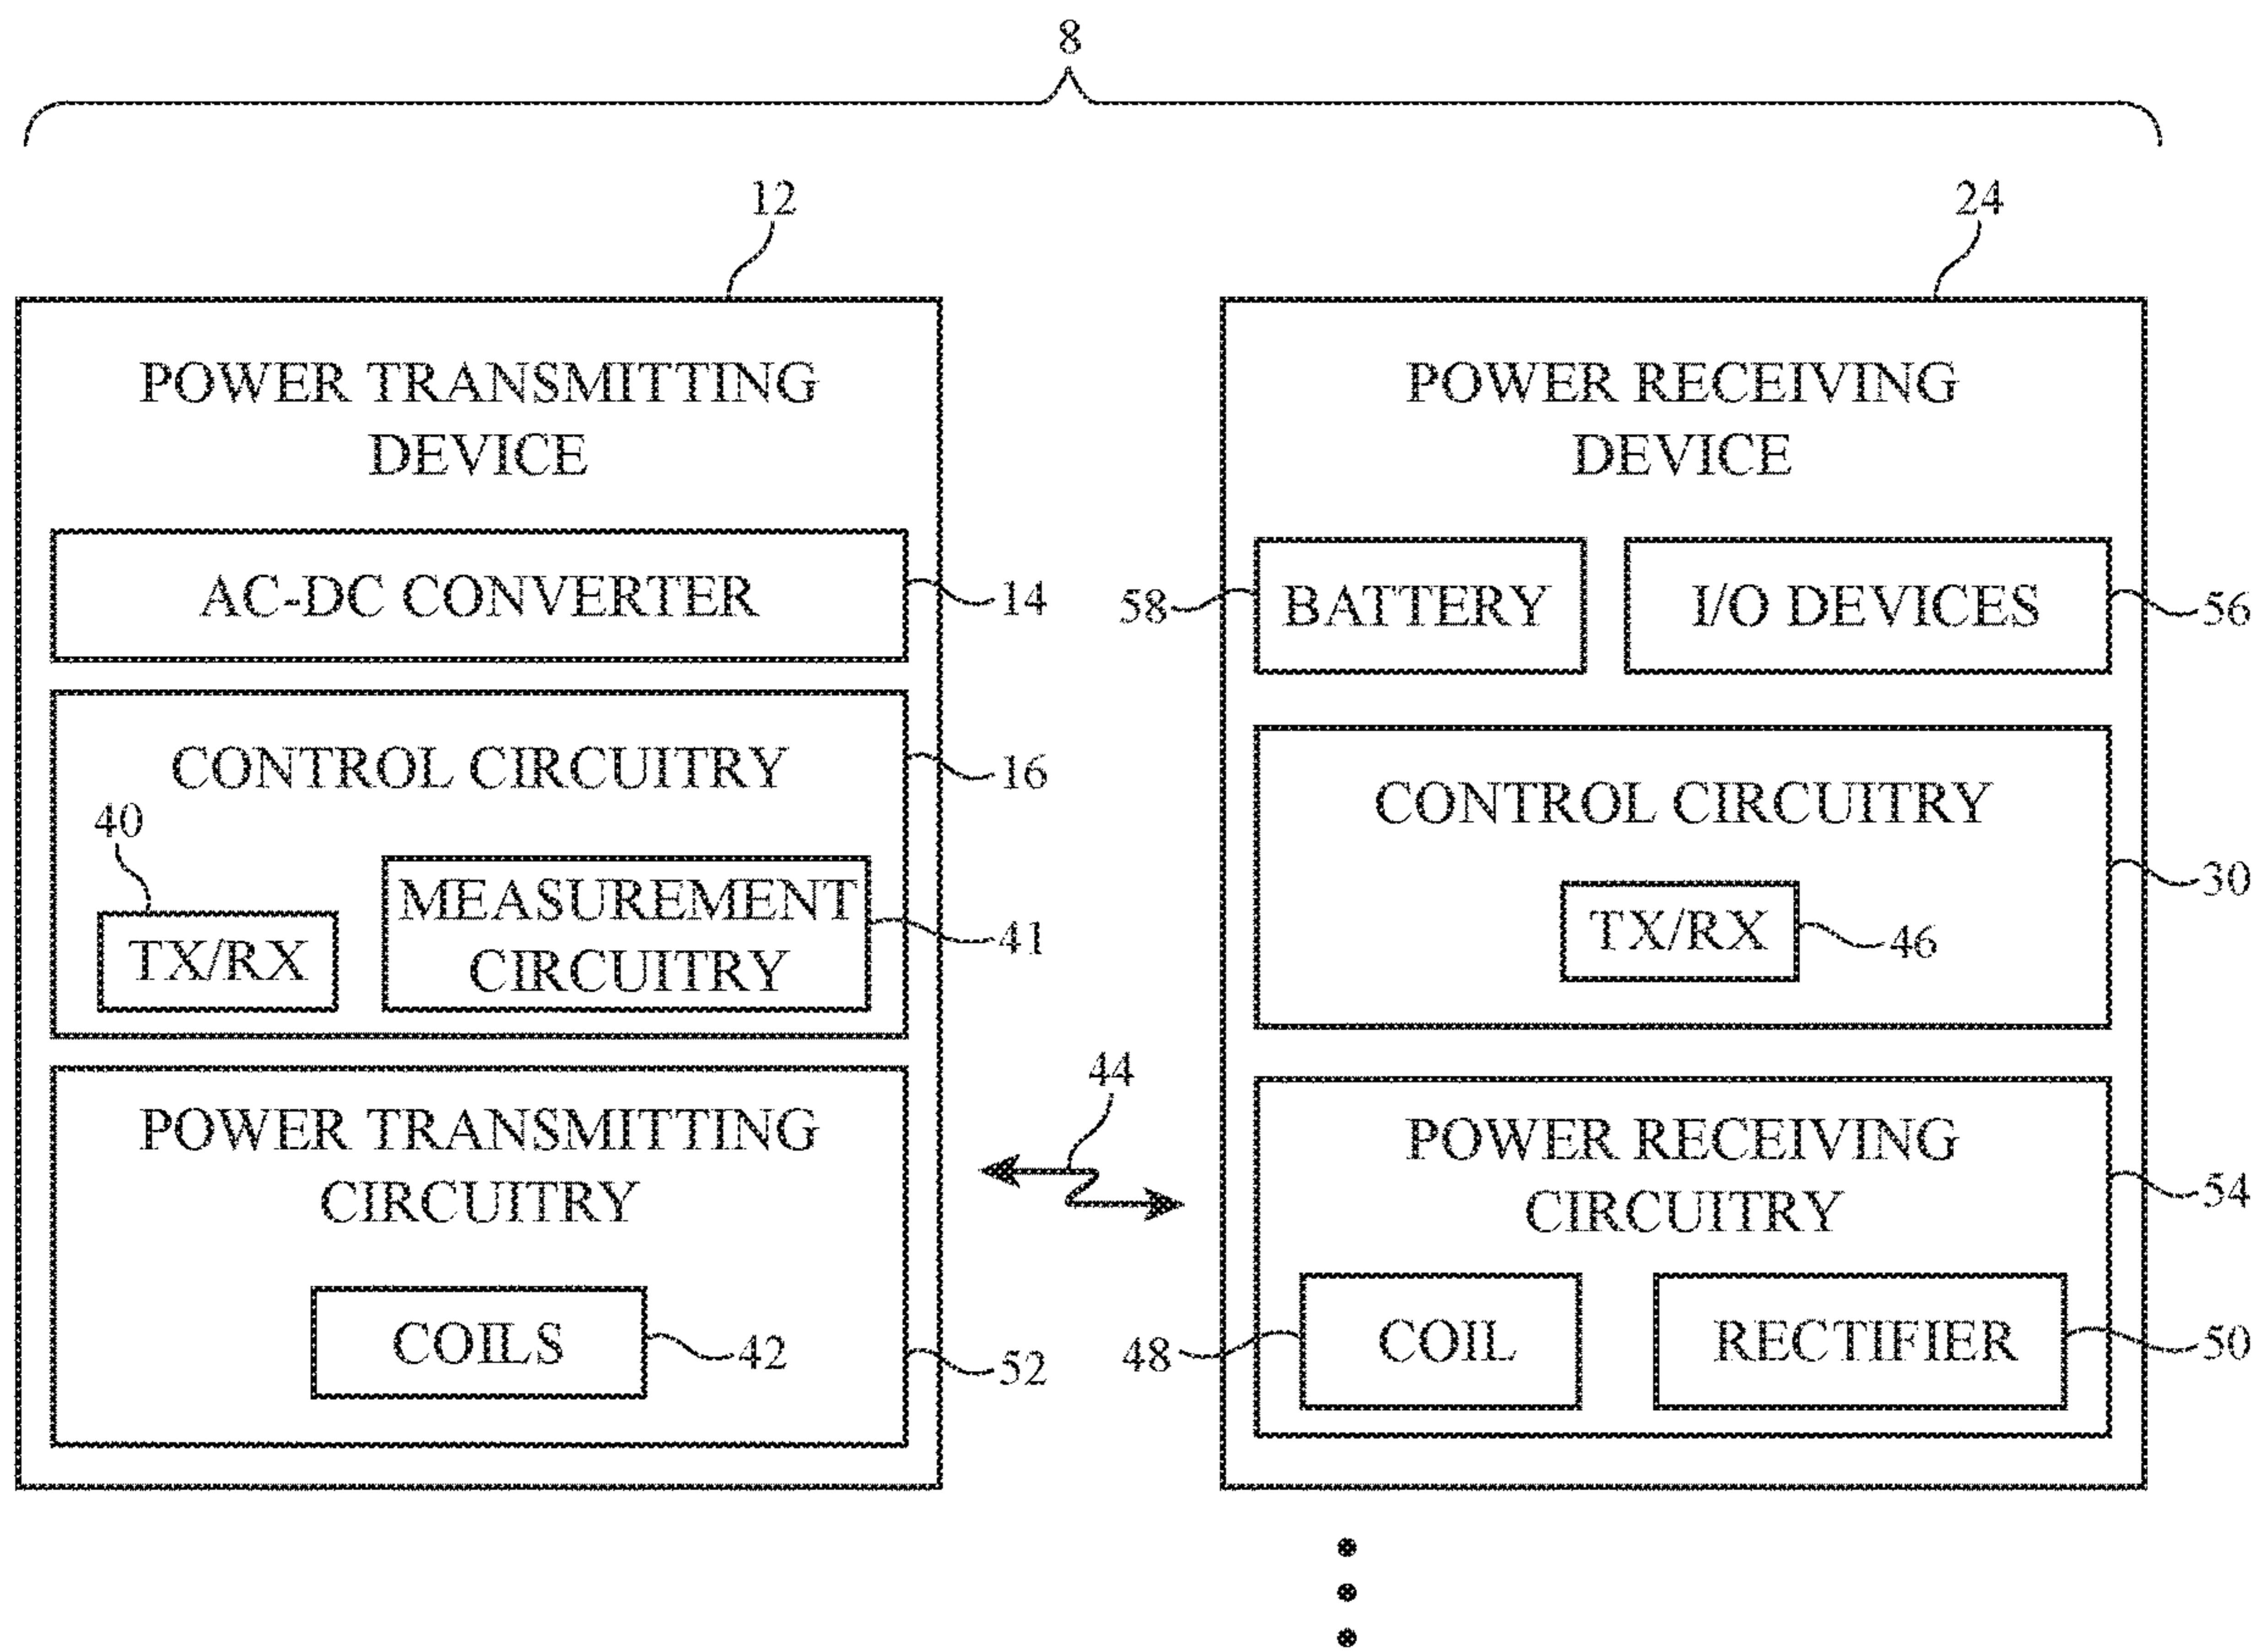 8
12
24
POWER TRANSMITTING
DEVICE
AC-DC CONVERTER
14
CONTROL CIRCUITRY
16
40
TX/RX
MEASUREMENT
CIRCUITRY
41
POWER TRANSMITTING
CIRCUITRY
COILS
42
52
44
POWER RECEIVING
DEVICE
58
BATTERY
I/O DEVICES
56
CONTROL CIRCUITRY
30
TX/RX
46
POWER RECEIVING
CIRCUITRY
54
48
COIL
RECTIFIER
50